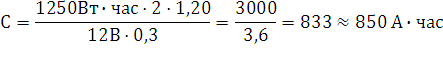 С = 1250Вт · час · 2 · 1,20 / 12В · 0,3 = 3000 / 3,6 = 833 ≈ 850 А · час